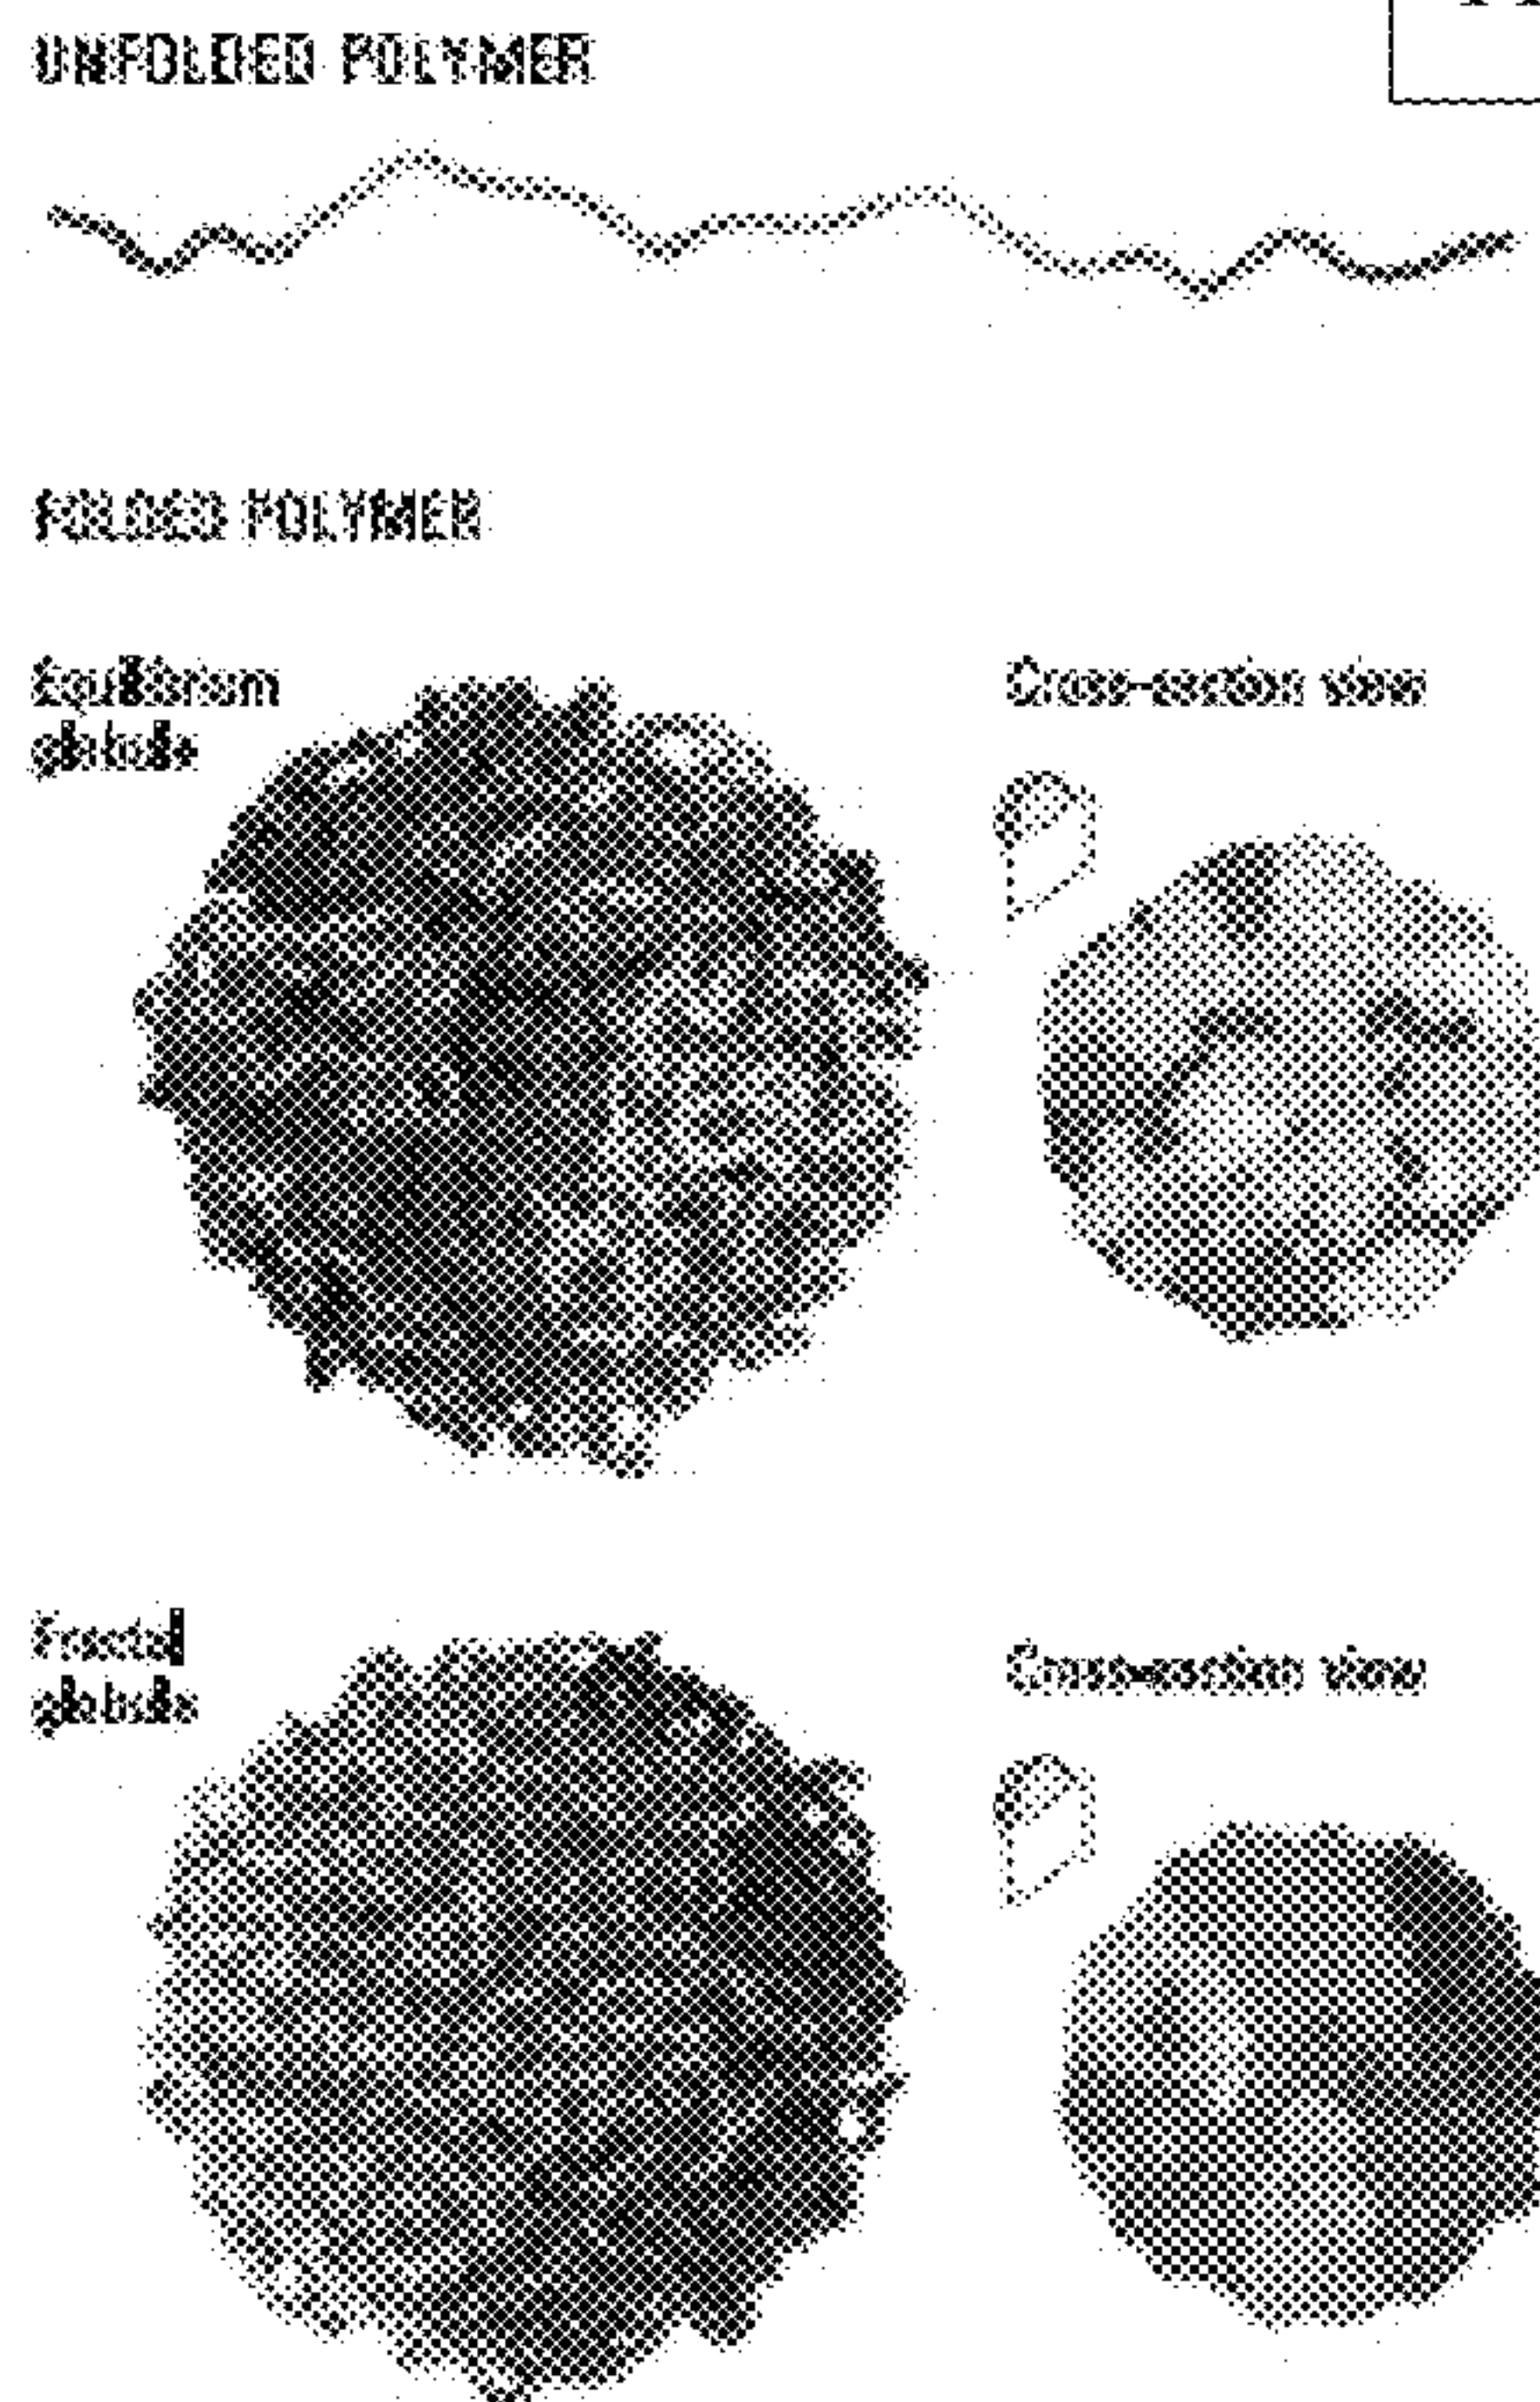 UNFOLDED POLYMER
FOLDED POLYMER
Equilibrium
globule
Cross-section view
Fractal
globule
Cross-section view